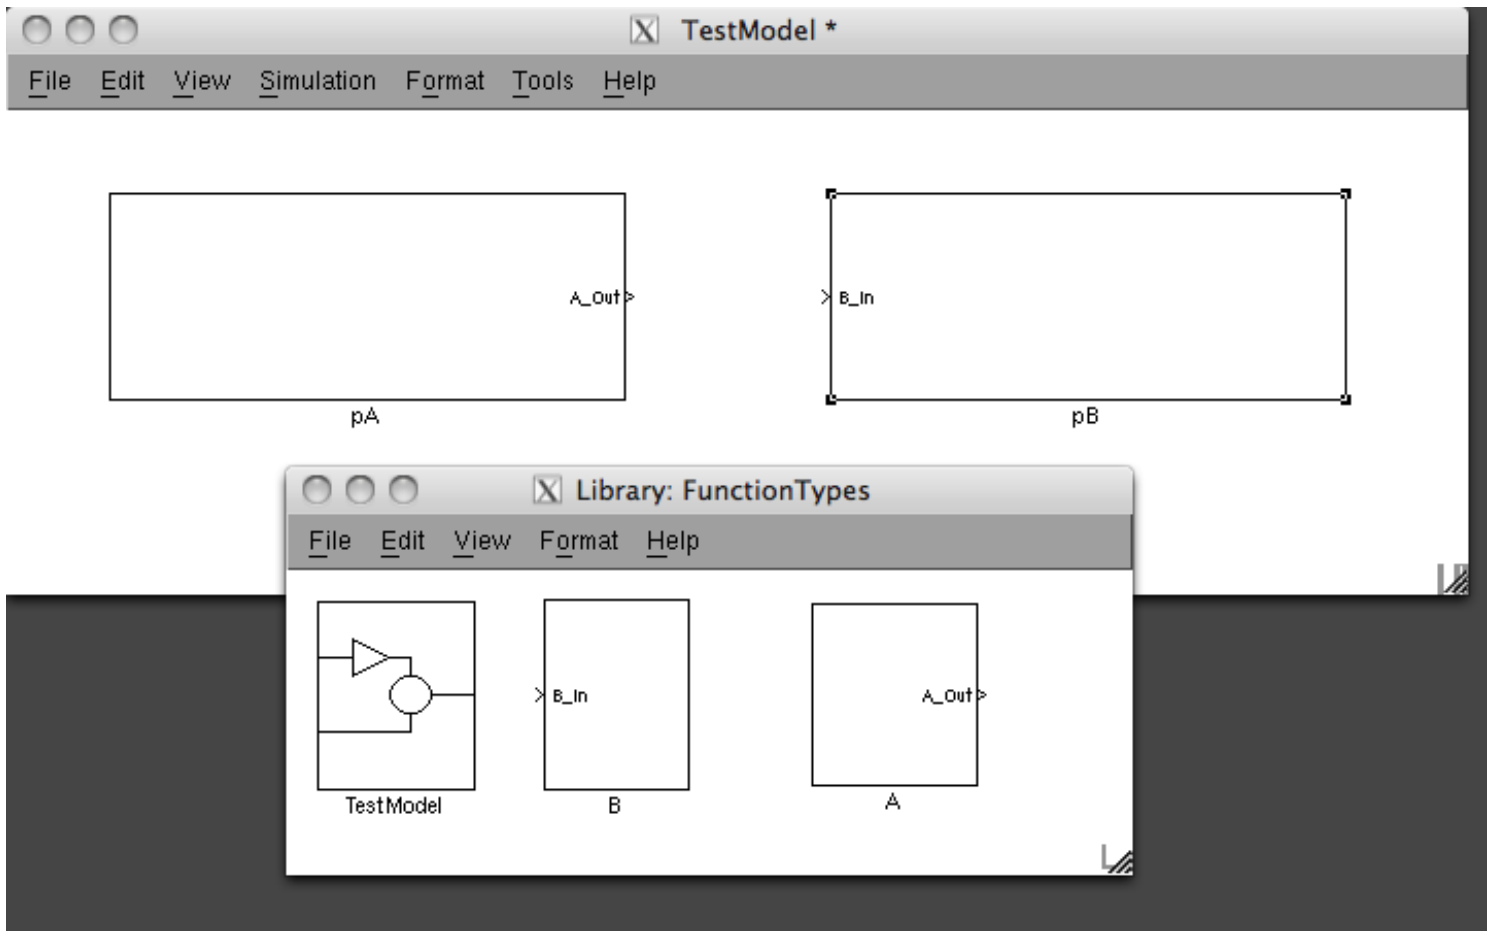 TestModel *
File Edit View Simulation Format Tools Help
A_Out
B_In
pA
pB
Library: FunctionTypes
File Edit View Format Help
B_In
A_Out
TestModel
B
A